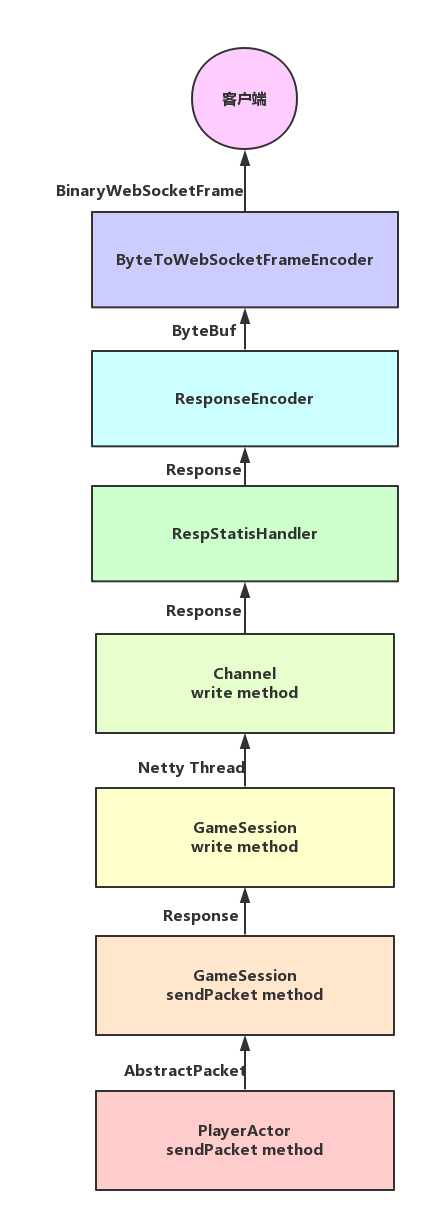 客户端
BinaryWebSocketFrame
ByteToWebSocketFrameEncoder
ByteBuf
ResponseEncoder
Response
RespStatisHandler
Response
Channel
write method
Netty Thread
GameSession
write method
Response
GameSession
sendPacket method
AbstractPacket
PlayerActor
sendPacket method